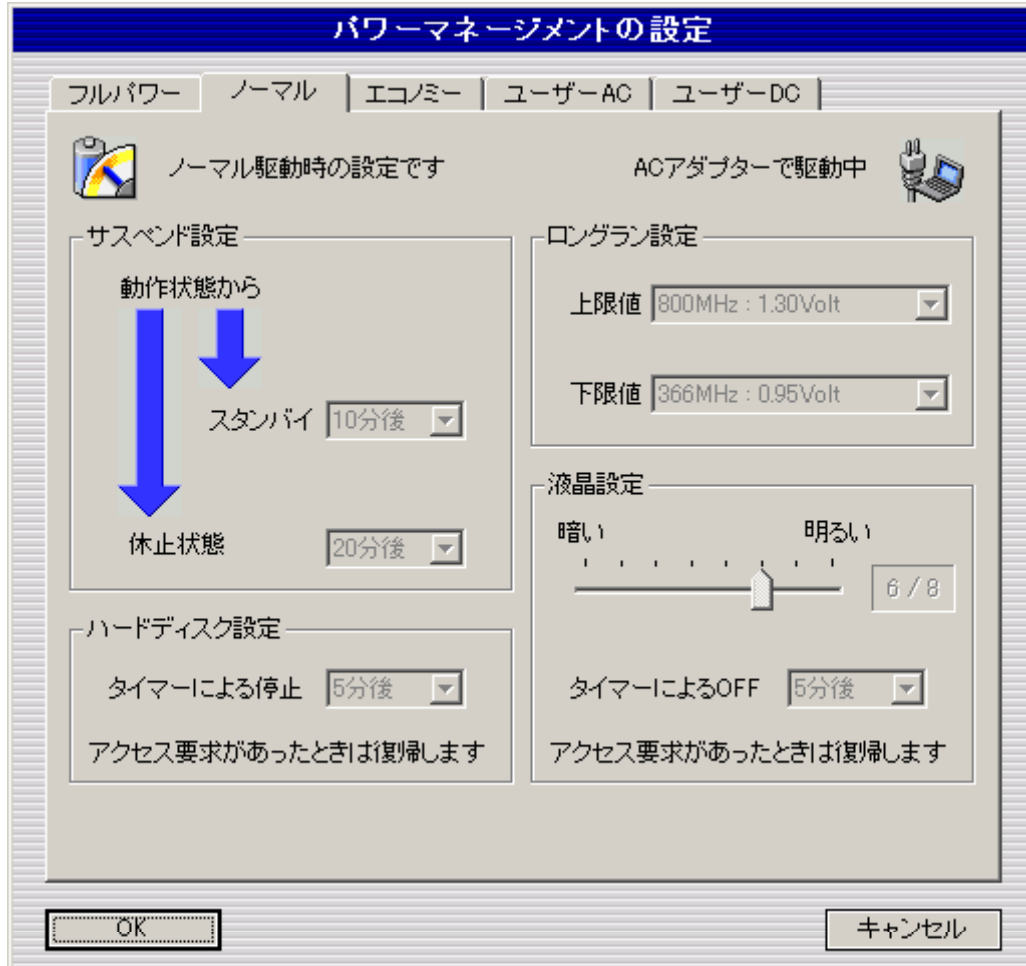 パワーマネージメントの設定
フルパワー ノーマル エコノミー ユーザーAC ユーザーDC
ノーマル駆動時の設定です
ACアダプターで駆動中
サスペンド設定
動作状態から
スタンバイ 10分後
休止状態 20分後
ハードディスク設定
タイマーによる停止 5分後
アクセス要求があったときは復帰します
ロングラン設定
上限値 800MHz : 1.30Volt
下限値 366MHz : 0.95Volt
液晶設定
暗い 明るい
6 / 8
タイマーによるOFF 5分後
アクセス要求があったときは復帰します
OK キャンセル